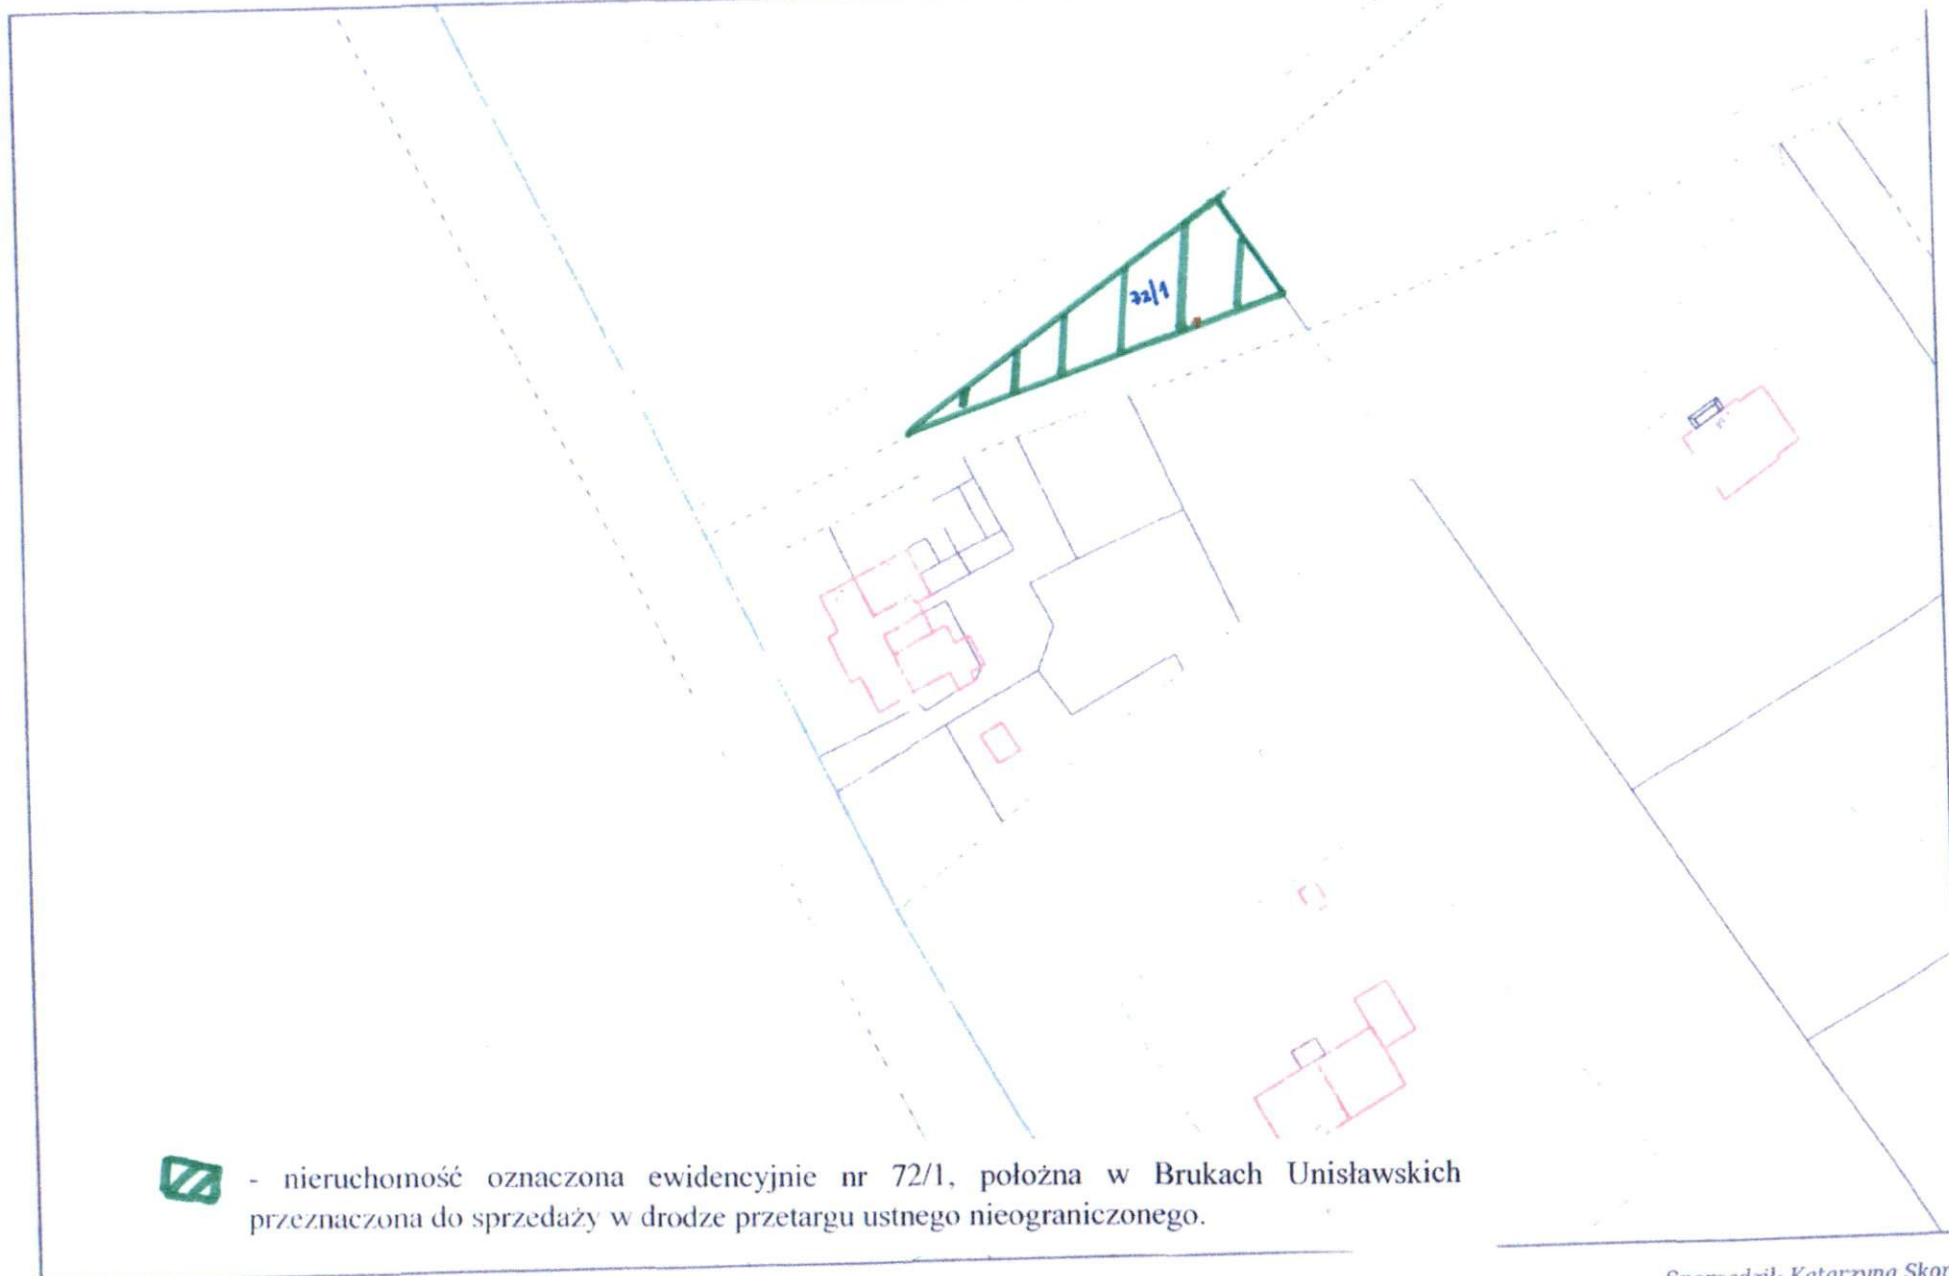 72/1
- nieruchomość oznaczona ewidencyjnie nr 72/1, położna w Brukach Unisławskich
przeznaczona do sprzedaży w drodze przetargu ustnego nieograniczonego.
Katarzyna